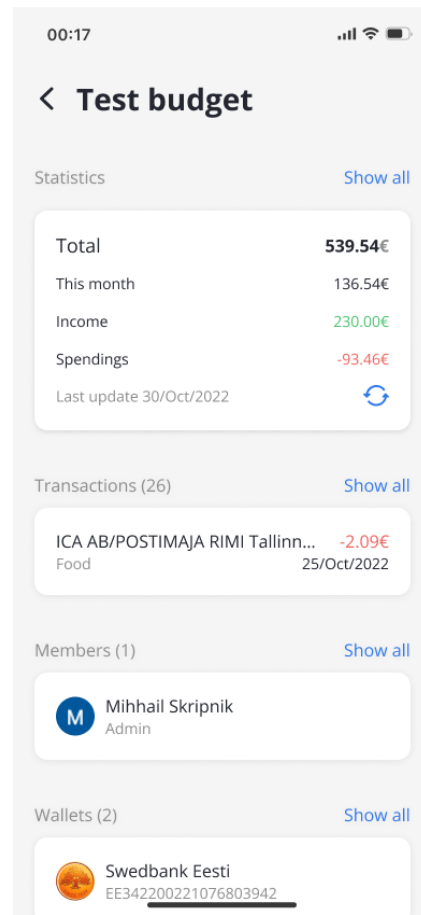 00:17
Test budget
Statistics Show all
Total 539.54€
This month 136.54€
Income 230.00€
Spendings -93.46€
Last update 30/Oct/2022
Transactions (26) Show all
ICA AB/POSTIMAJA RIMI Tallinn... -2.09€
Food 25/Oct/2022
Members (1) Show all
M Mihhail Skripnik
Admin
Wallets (2) Show all
Swedbank Eesti
EE342200221076803942